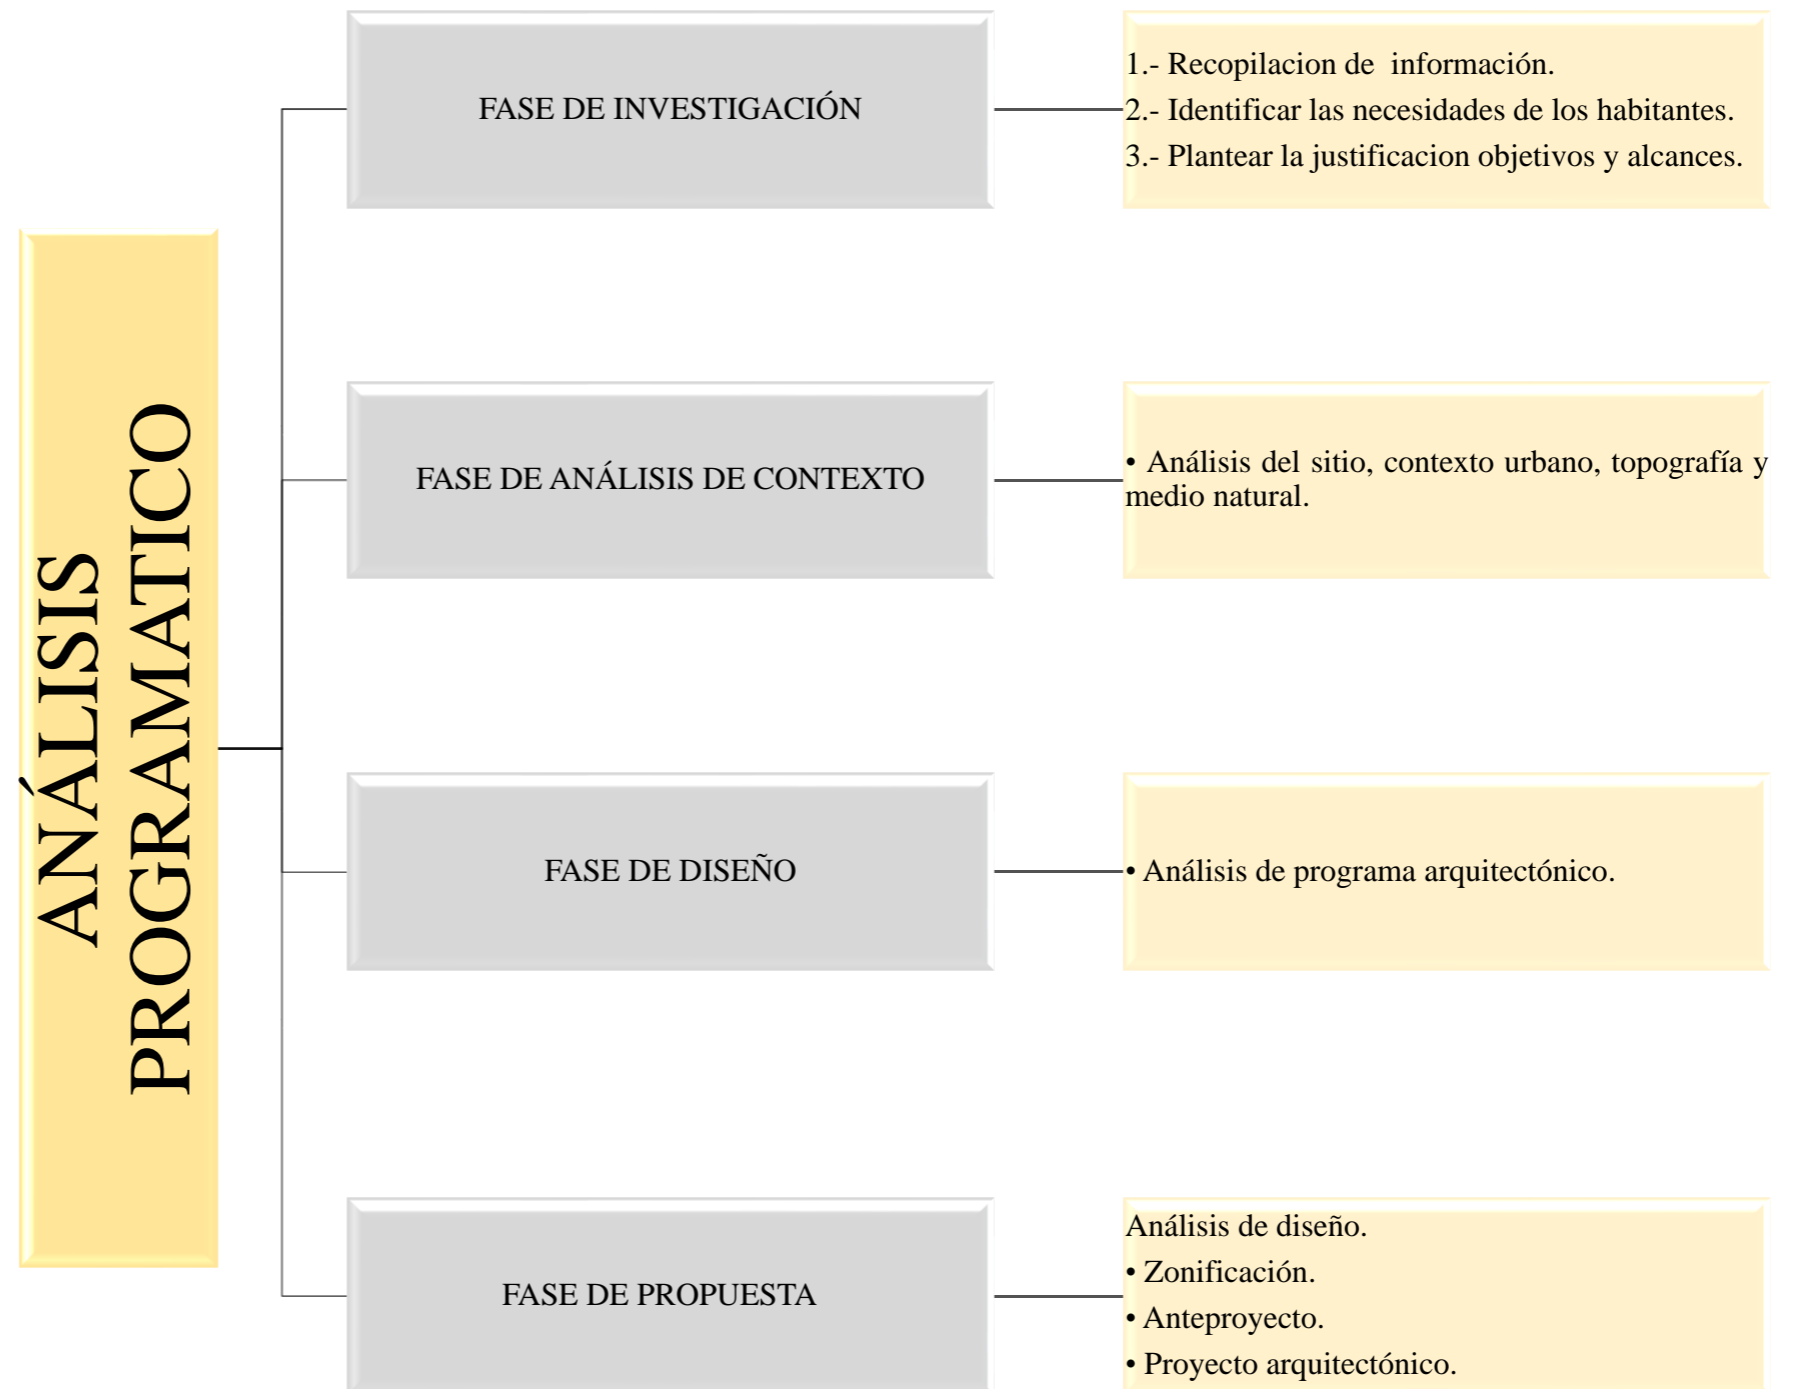 ANÁLISIS
PROGRAMATICO
FASE DE INVESTIGACIÓN
1.- Recopilacion de  información.
2.- Identificar las necesidades de los habitantes.
3.- Plantear la justificacion objetivos y alcances.
FASE DE ANÁLISIS DE CONTEXTO
• Análisis del sitio, contexto urbano, topografía y
medio natural.
FASE DE DISEÑO
• Análisis de programa arquitectónico.
FASE DE PROPUESTA
Análisis de diseño.
• Zonificación.
• Anteproyecto.
• Proyecto arquitectónico.